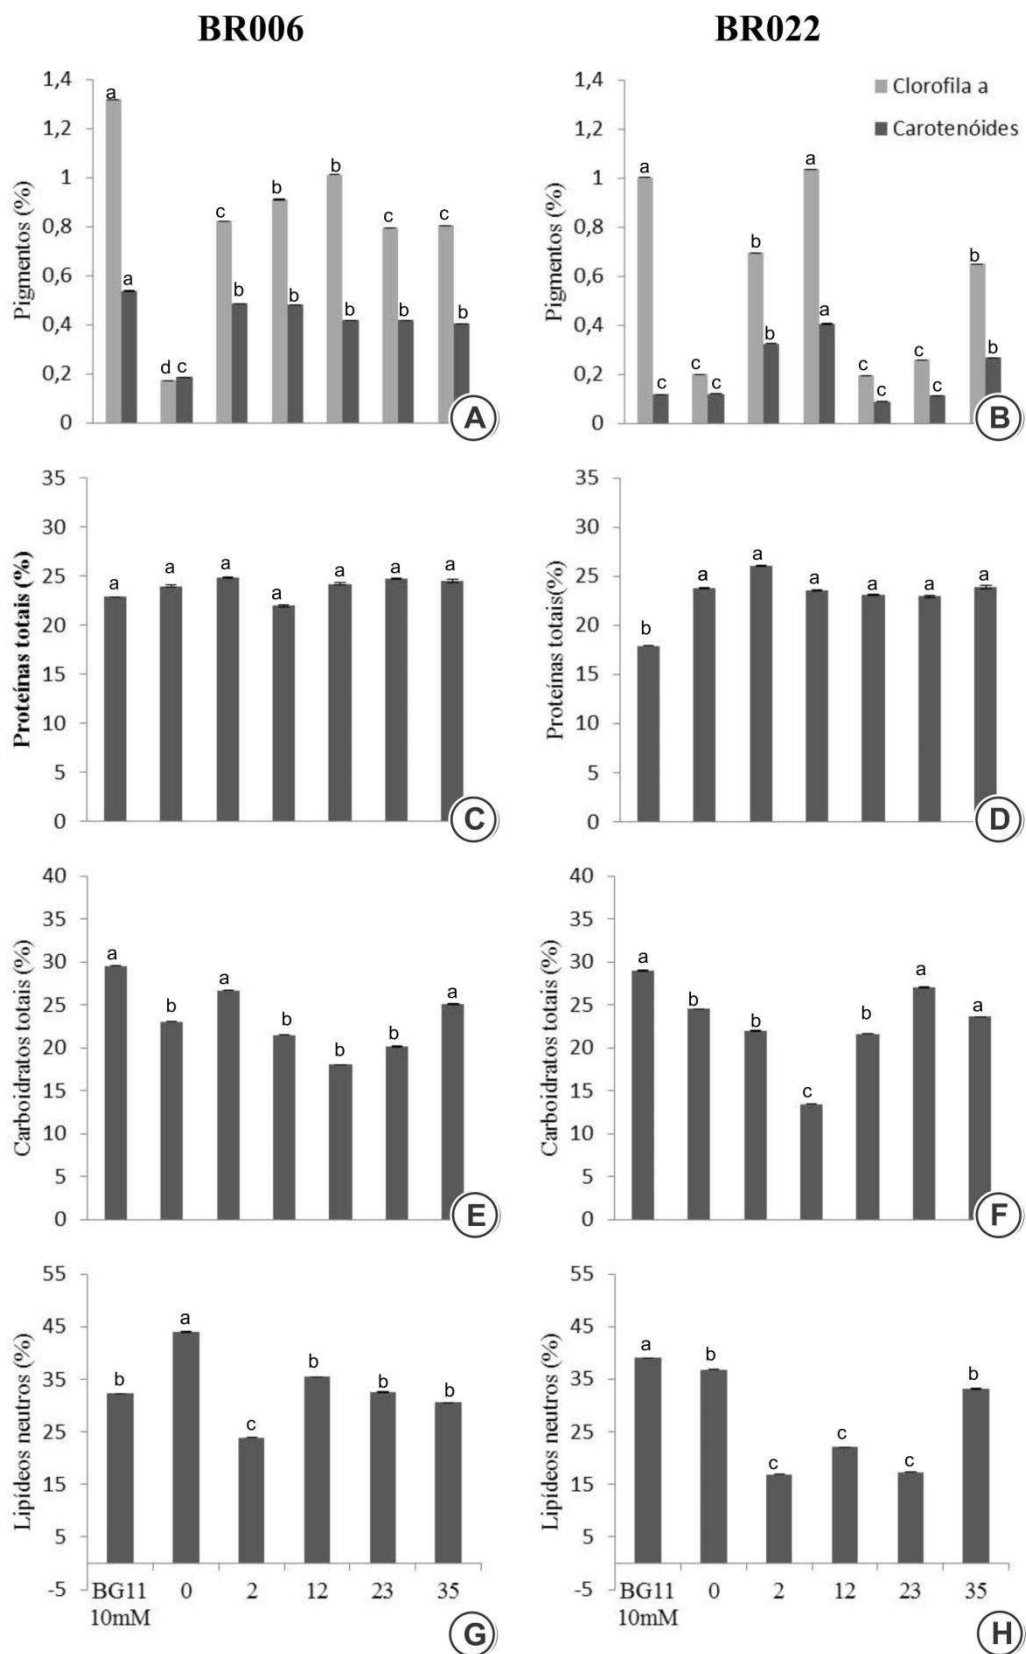 BR006
BR022
Pigmentos (%)
1,4
1,2
1
0,8
0,6
0,4
0,2
0
a
a
d
c
c
b
b
b
b
b
c
b
c
b
A
Pigmentos (%)
1,4
1,2
1
0,8
0,6
0,4
0,2
0
a
c
c
c
b
b
a
a
c
c
c
c
b
b
Clorofila a
Carotenóides
B
Proteínas totais (%)
35
30
25
20
15
10
5
0
a
a
a
a
a
a
a
C
Proteínas totais(%)
35
30
25
20
15
10
5
0
b
a
a
a
a
a
a
D
Carboidratos totais (%)
40
35
30
25
20
15
10
5
0
a
b
a
b
b
b
a
E
Carboidratos totais (%)
40
35
30
25
20
15
10
5
0
a
b
b
c
b
a
a
F
Lipídeos neutros (%)
55
45
35
25
15
5
-5
b
a
c
b
b
b
BG11 0 2 12 23 35
10mM
G
Lipídeos neutros (%)
55
45
35
25
15
5
-5
a
b
c
c
c
b
BG11 0 2 12 23 35
10mM
H